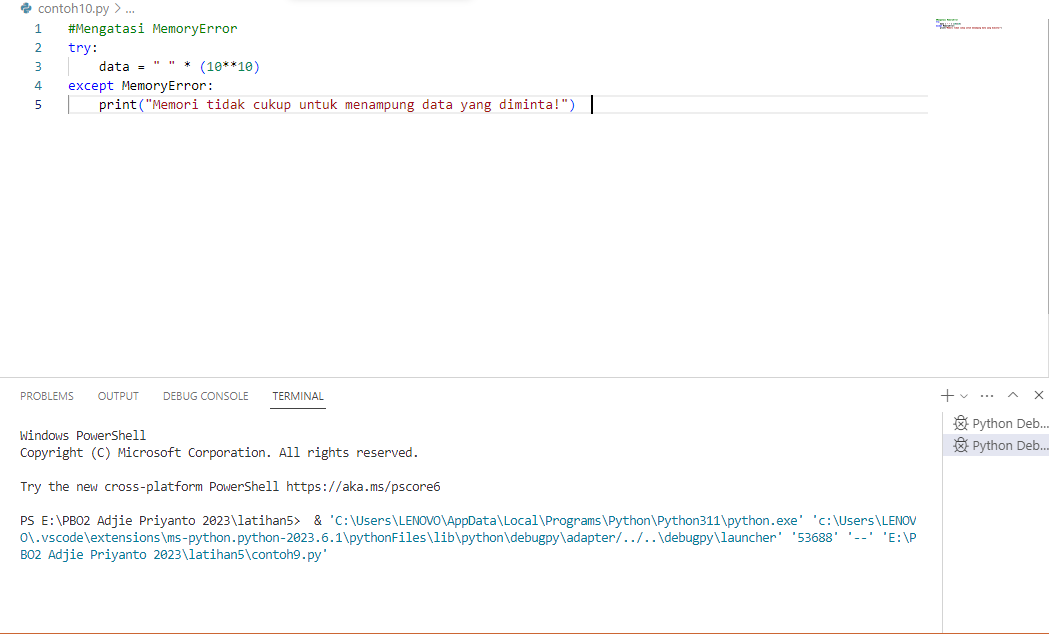 contoh10.py > ...
1 #Mengatasi MemoryError
2 try:
3     data = " " * (10**10)
4 except MemoryError:
5     print("Memori tidak cukup untuk menampung data yang diminta!")
PROBLEMS OUTPUT DEBUG CONSOLE TERMINAL
Python Deb...
Python Deb...
Windows PowerShell
Copyright (C) Microsoft Corporation. All rights reserved.
Try the new cross-platform PowerShell https://aka.ms/pscore6
PS E:\PBO2 Adjie Priyanto 2023\latihan5>  & 'C:\Users\LENOVO\AppData\Local\Programs\Python\Python311\python.exe' 'c:\Users\LENOV
O\.vscode\extensions\ms-python.python-2023.6.1\pythonFiles\lib\python\debugpy\adapter/../..\debugpy\launcher' '53688' '--' 'E:\P
BO2 Adjie Priyanto 2023\latihan5\contoh9.py'